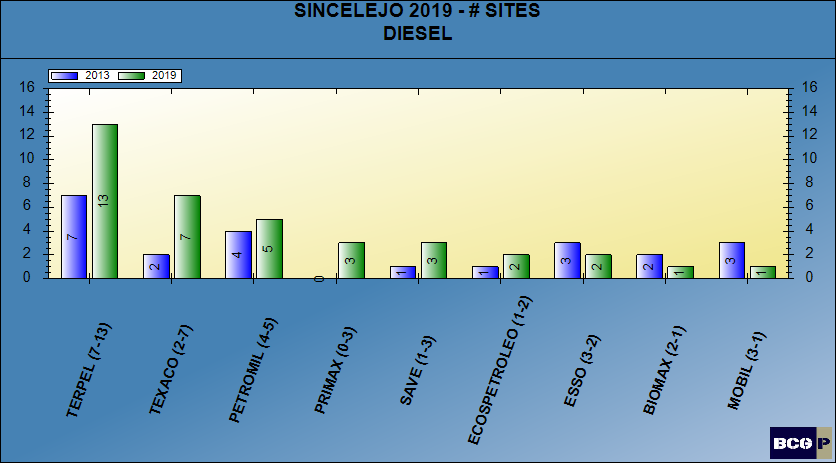 SINCELEJO 2019 - # SITES
DIESEL
2013 2019
16 16
14 14
12 12
10 10
8 8
6 6
4 4
2 2
0 0
7 13 2 7 4 5 0 3 1 3 1 2 3 2 2 1 3 1
TERPEL (7-13)
TEXACO (2-7)
PETROMIL (4-5)
PRIMAX (0-3)
SAVE (1-3)
ECOSPETROLEO (1-2)
ESSO (3-2)
BIOMAX (2-1)
MOBIL (3-1)
BCG P